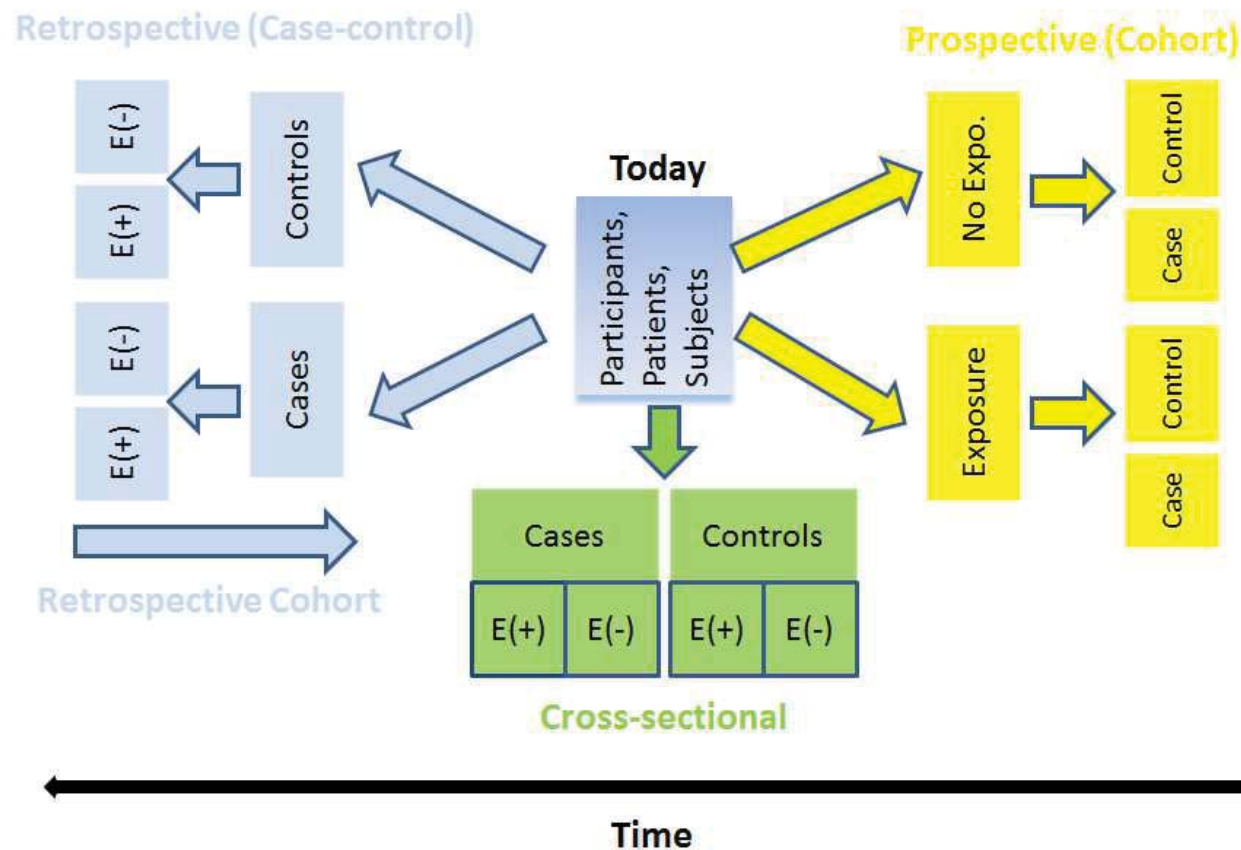 Retrospective (Case-control)
Prospective (Cohort)
E(-)
E(+)
Controls
E(-)
E(+)
Cases
Today
Participants,
Patients,
Subjects
No Expo.
Control
Case
Exposure
Control
Case
Retrospective Cohort
Cases
Controls
E(+)
E(-)
E(+)
E(-)
Cross-sectional
Time